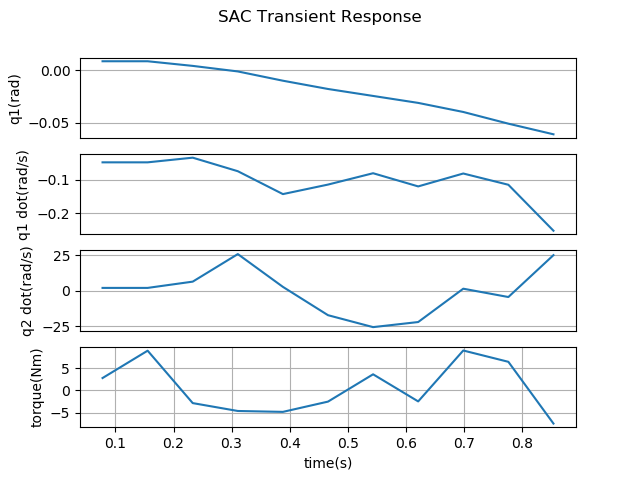 SAC Transient Response
q1(rad)
0.00
−0.05
q1 dot(rad/s)
−0.1
−0.2
q2 dot(rad/s)
25
0
−25
torque(Nm)
5
0
−5
0.1 0.2 0.3 0.4 0.5 0.6 0.7 0.8
time(s)